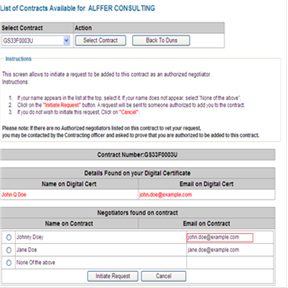 List of Contracts Available for ALFFER CONSULTING
Select Contract Action
GS33F0003U Select Contract Back To Duns
Instructions
This screen allows to initiate a request to be added to this contract as an authorized negotiator.
Instructions:
1. If your name appears in the list at the top, select it. If your name does not appear, select "None of the above".
2. Click on the "Initiate Request" button. A request will be sent to someone authorized to add you to the contract.
3. If you do not wish to initiate this request, Click on "Cancel".
Please note: If there are no Authorized negotiators listed on this contract to vet your request,
you may be contacted by the Contracting officer and asked to prove that you are authorized to be added to this contract.
Contract Number:GS33F0003U
Details Found on your Digital Certificate
Name on Digital Cert Email on Digital Cert
John Q Doe john.doe@example.com
Negotiators found on contract
Name on Contract Email on Contract
Johnny Doey john.doe@example.com
Jane Doe jane.doe@example.com
None Of the above
Initiate Request Cancel